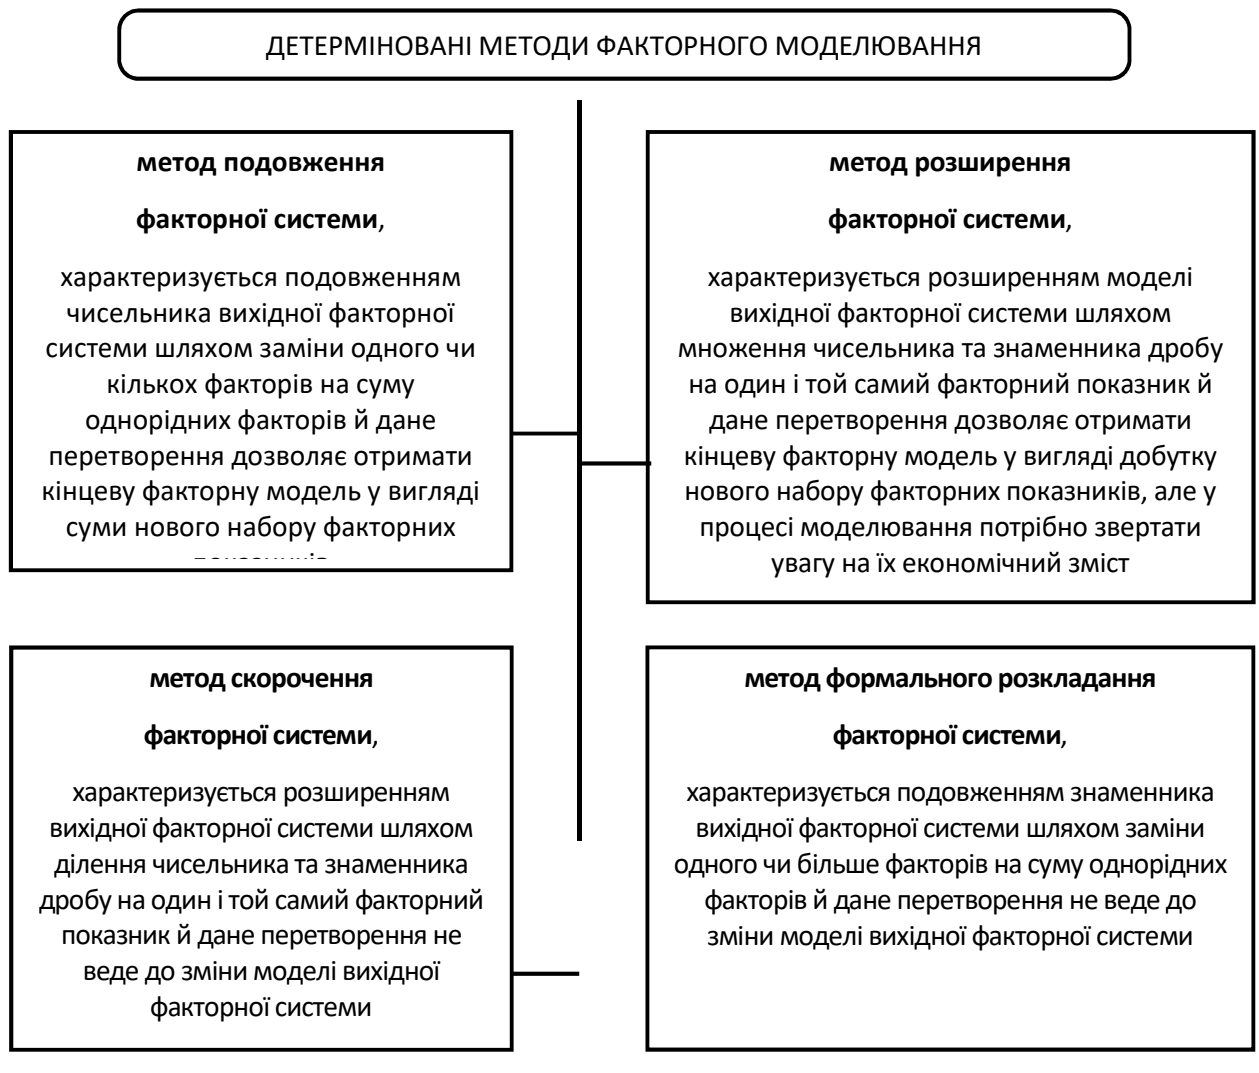 ДЕТЕРМІНОВАНІ МЕТОДИ ФАКТОРНОГО МОДЕЛЮВАННЯ
метод подовження
факторної системи,
характеризується подовженням
чисельника вихідної факторної
системи шляхом заміни одного чи
кількох факторів на суму
однорідних факторів й дане
перетворення дозволяє отримати
кінцеву факторну модель у вигляді
суми нового набору факторних
метод розширення
факторної системи,
характеризується розширенням моделі
вихідної факторної системи шляхом
множення чисельника та знаменника дробу
на один і той самий факторний показник й
дане перетворення дозволяє отримати
кінцеву факторну модель у вигляді добутку
нового набору факторних показників, але у
процесі моделювання потрібно звертати
увагу на їх економічний зміст
метод скорочення
факторної системи,
характеризується розширенням
вихідної факторної системи шляхом
ділення чисельника та знаменника
дробу на один і той самий факторний
показник й дане перетворення не
веде до зміни моделі вихідної
факторної системи
метод формального розкладання
факторної системи,
характеризується подовженням знаменника
вихідної факторної системи шляхом заміни
одного чи більше факторів на суму однорідних
факторів й дане перетворення не веде до
зміни моделі вихідної факторної системи